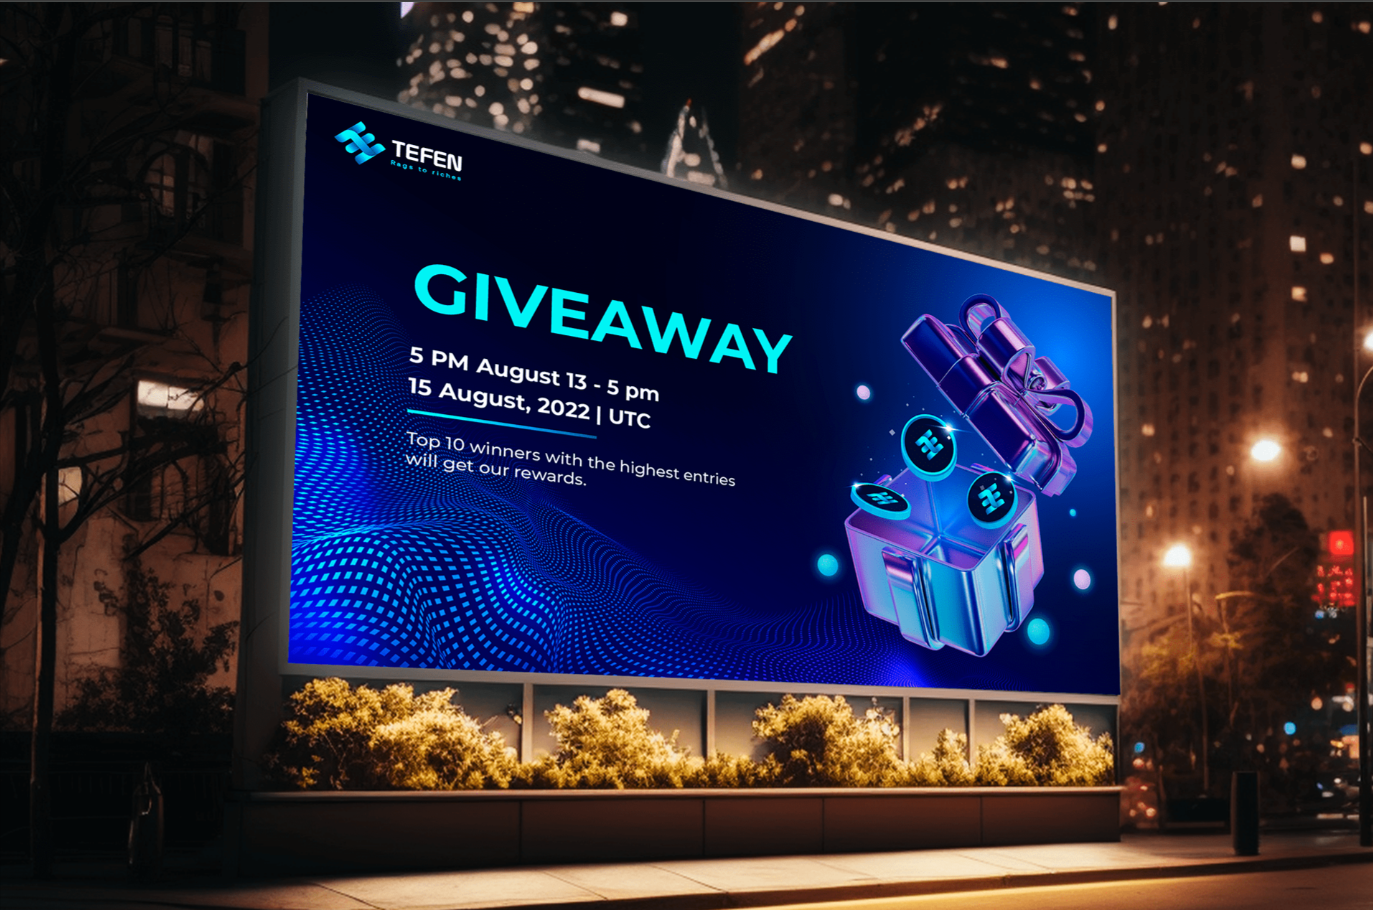 TEFEN
Rags to riches
GIVEAWAY
5 PM August 13 - 5 pm
15 August, 2022 | UTC
Top 10 winners with the highest entries
will get our rewards.